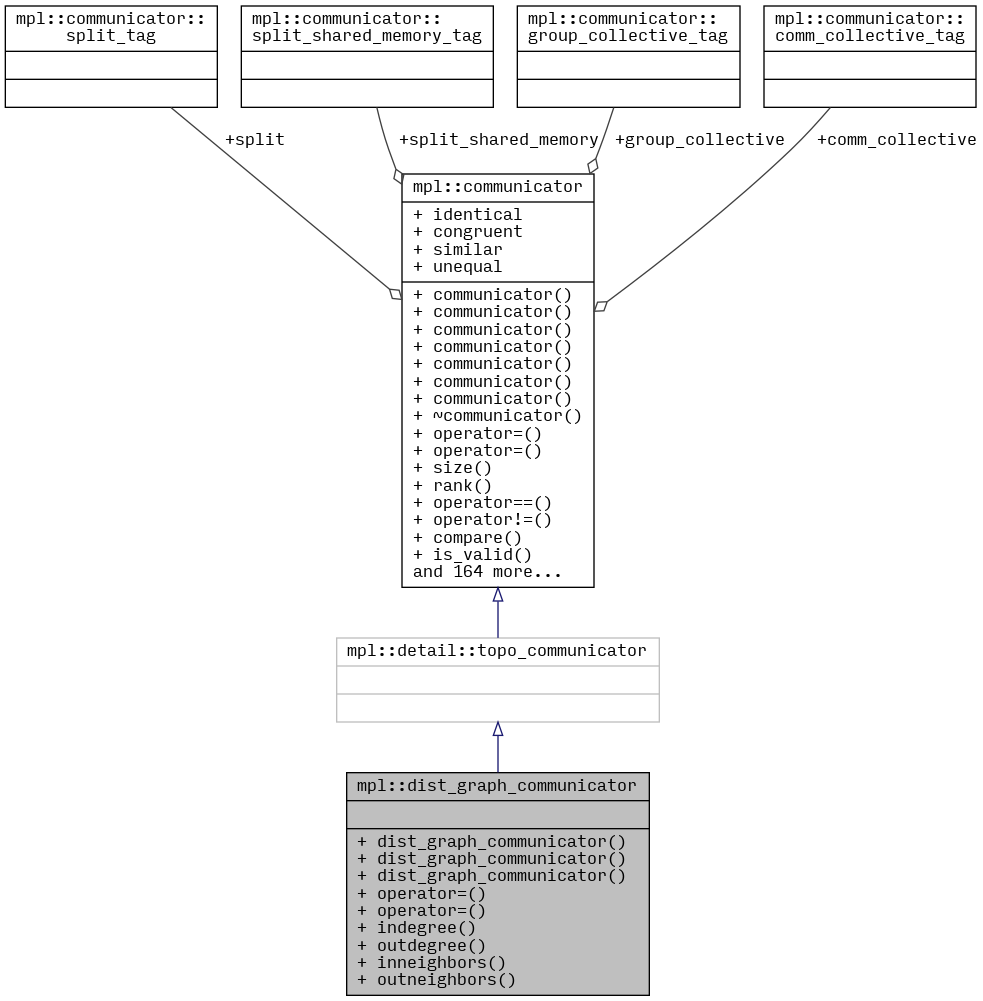 mpl::communicator::
split_tag
mpl::communicator::
split_shared_memory_tag
mpl::communicator::
group_collective_tag
mpl::communicator::
comm_collective_tag
+split
+split_shared_memory
+group_collective
+comm_collective
mpl::communicator
+ identical
+ congruent
+ similar
+ unequal
+ communicator()
+ communicator()
+ communicator()
+ communicator()
+ communicator()
+ communicator()
+ communicator()
+ ~communicator()
+ operator=()
+ operator=()
+ size()
+ rank()
+ operator==()
+ operator!=()
+ compare()
+ is_valid()
and 164 more...
mpl::detail::topo_communicator
mpl::dist_graph_communicator
+ dist_graph_communicator()
+ dist_graph_communicator()
+ dist_graph_communicator()
+ operator=()
+ operator=()
+ indegree()
+ outdegree()
+ inneighbors()
+ outneighbors()